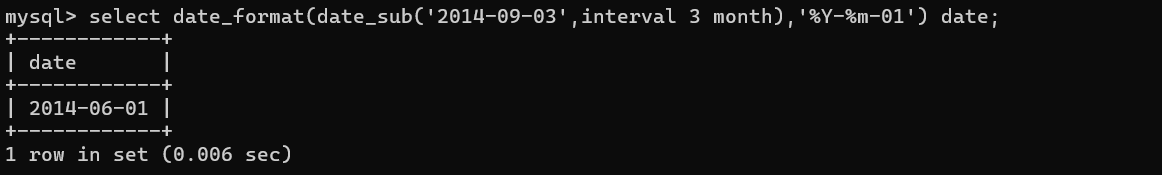 mysql> select date_format(date_sub('2014-09-03',interval 3 month),'%Y-%m-01') date;
+------------+
| date       |
+------------+
| 2014-06-01 |
+------------+
1 row in set (0.006 sec)